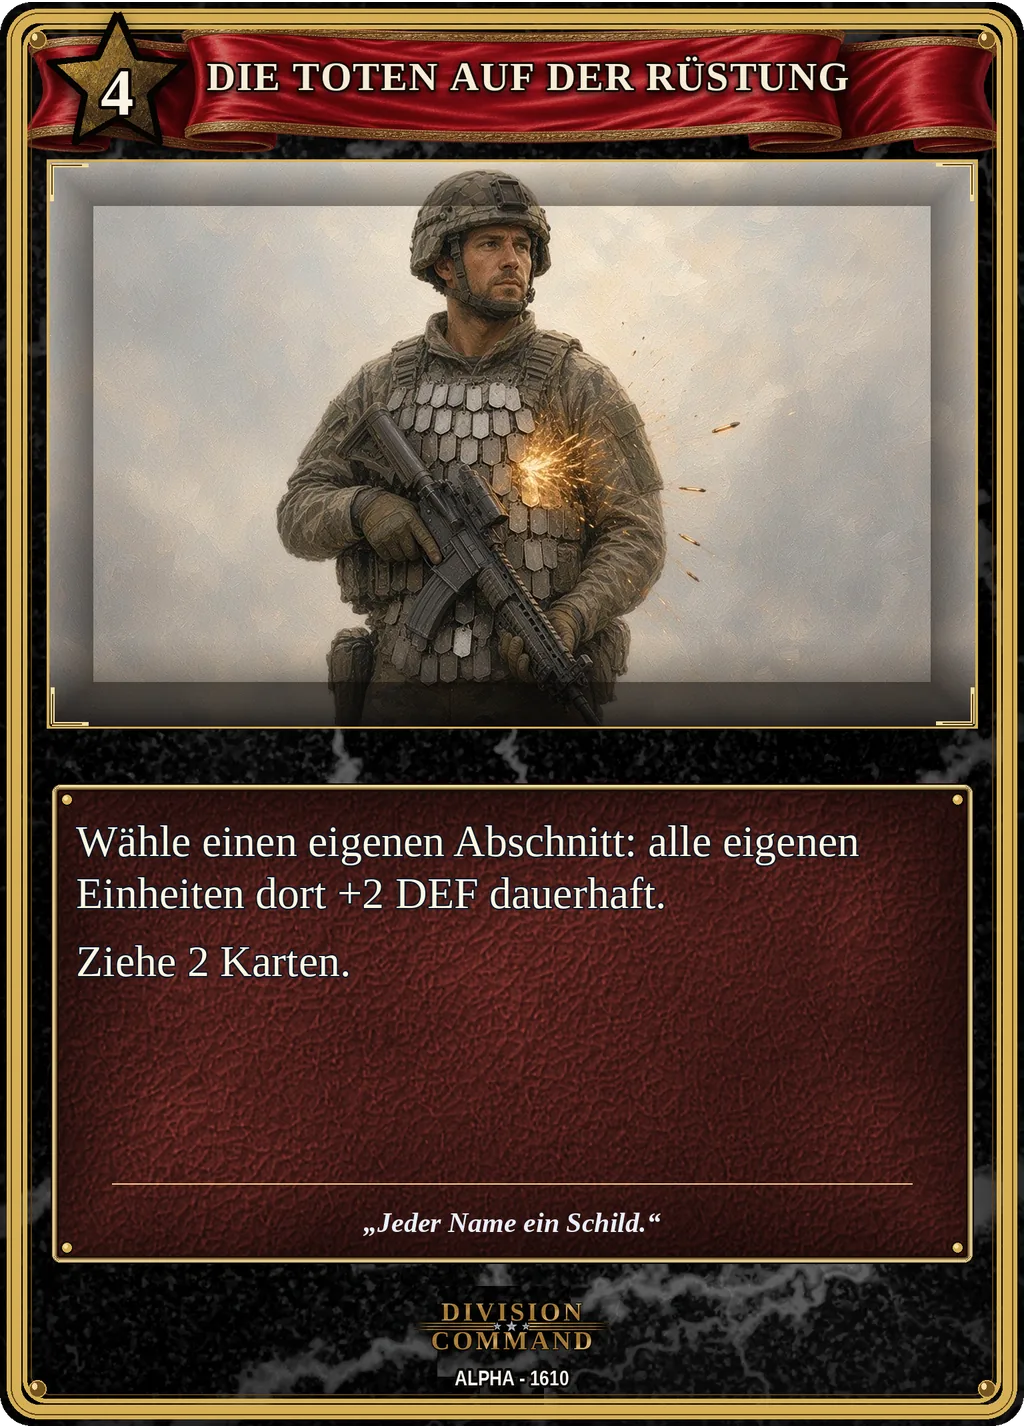 4
DIE TOTEN AUF DER RÜSTUNG
Wähle einen eigenen Abschnitt: alle eigenen
Einheiten dort +2 DEF dauerhaft.
Ziehe 2 Karten.
„Jeder Name ein Schild.“
DIVISION
COMMAND
ALPHA - 1610